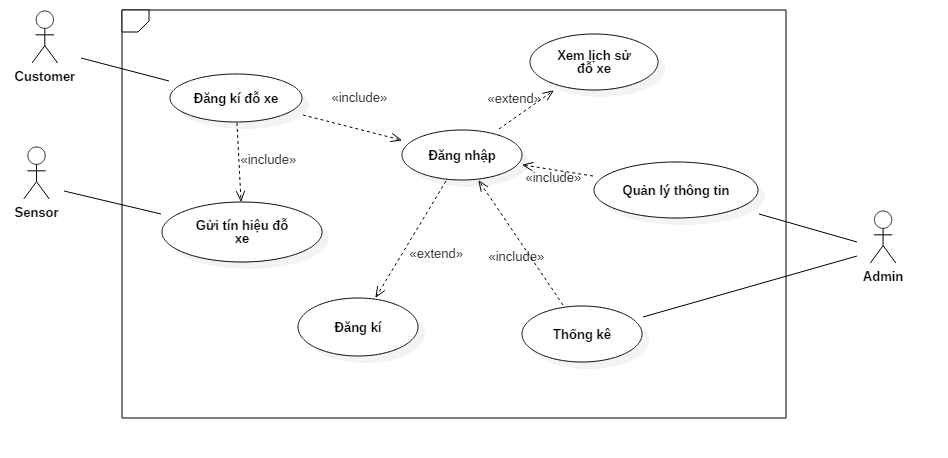 Customer
Sensor
Admin
Đăng kí đỗ xe
«include»
Xem lịch sử
đỗ xe
«extend»
Đăng nhập
«include»
«include»
Quản lý thông tin
Gửi tín hiệu đỗ
xe
«extend»
«include»
Đăng kí
Thống kê